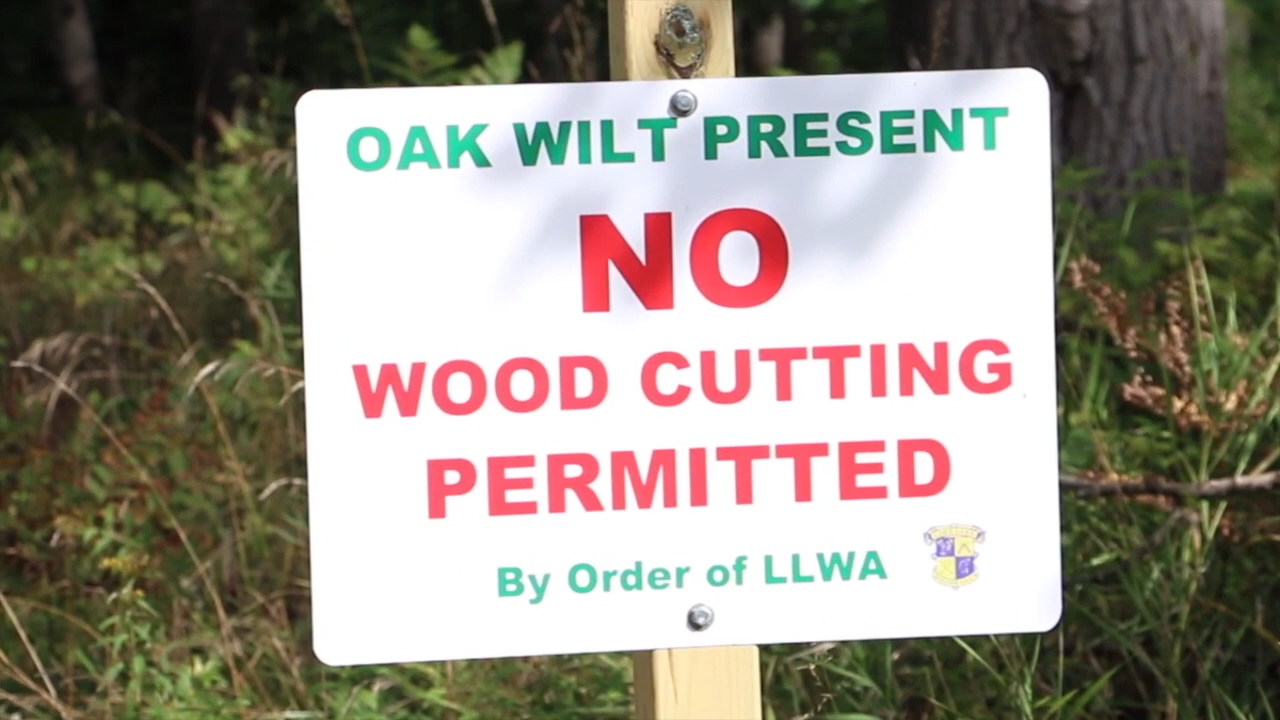 OAK WILT PRESENT
NO
WOOD CUTTING
PERMITTED
By Order of LLWA